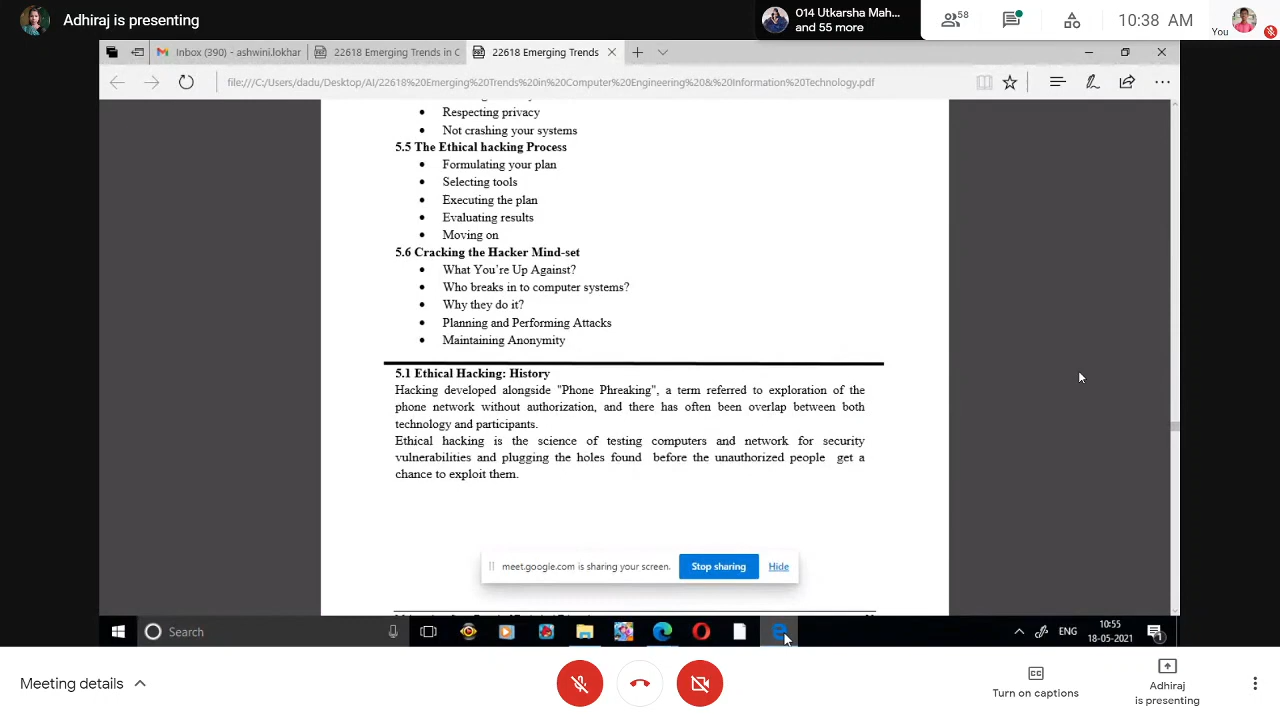 Adhiraj is presenting
014 Utkarsha Mah...
and 55 more
58
10:38 AM
You
Inbox (390) - ashwini.lokhar
22618 Emerging Trends in C
22618 Emerging Trends
file:///C:/Users/dadu/Desktop/AI/22618%20Emerging%20Trends%20in%20Computer%20Engineering%20&%20Information%20Technology.pdf
• Respecting privacy
• Not crashing your systems
5.5 The Ethical hacking Process
• Formulating your plan
• Selecting tools
• Executing the plan
• Evaluating results
• Moving on
5.6 Cracking the Hacker Mind-set
• What You're Up Against?
• Who breaks in to computer systems?
• Why they do it?
• Planning and Performing Attacks
• Maintaining Anonymity
5.1 Ethical Hacking: History
Hacking developed alongside "Phone Phreaking", a term referred to exploration of the
phone network without authorization, and there has often been overlap between both
technology and participants.
Ethical hacking is the science of testing computers and network for security
vulnerabilities and plugging the holes found before the unauthorized people get a
chance to exploit them.
meet.google.com is sharing your screen.
Stop sharing
Hide
Search
ENG
10:55
18-05-2021
1
Meeting details
CC
Turn on captions
Adhiraj
is presenting